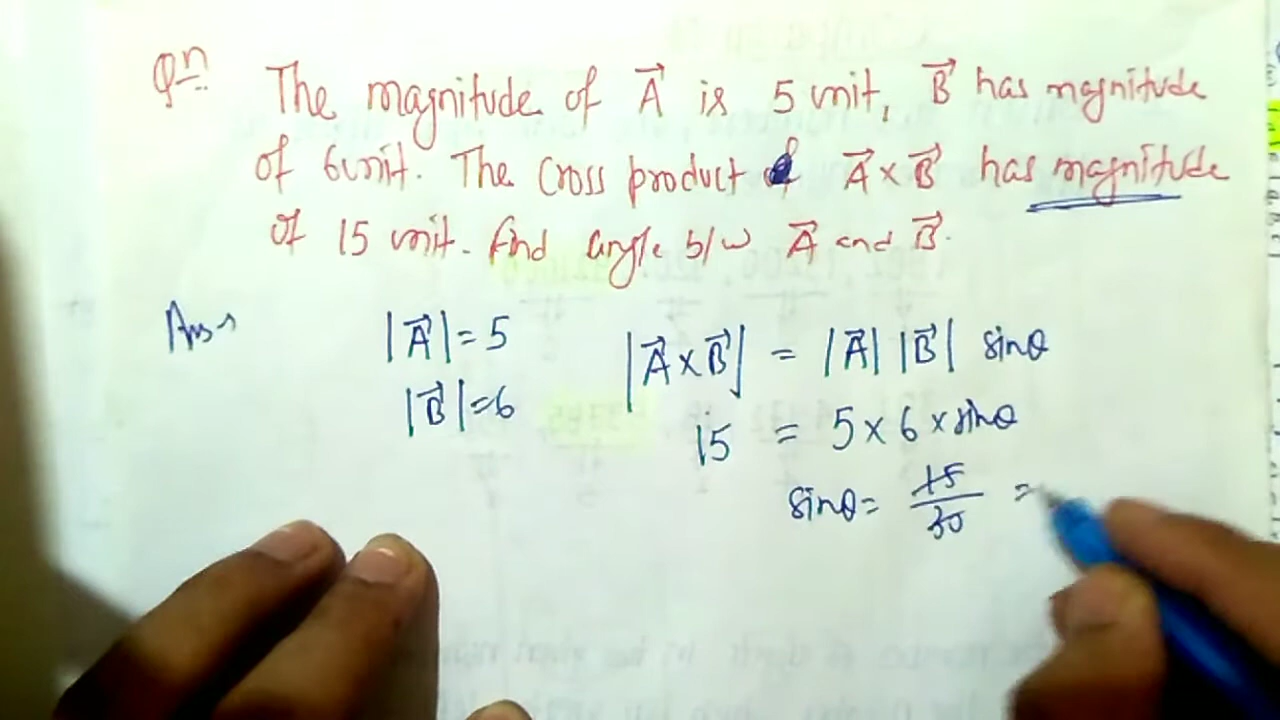 Qn The magnitude of A⃗ is 5 unit, B⃗ has magnitude
of 6unit. The Cross product of A⃗ × B⃗ has magnitude
of 15 unit. find angle b/w A⃗ and B⃗.
Ans→ |A⃗| = 5 |A⃗ × B⃗| = |A⃗| |B⃗| sinθ
|B⃗| = 6
15 = 5 × 6 × sinθ
sinθ = 15/30 =